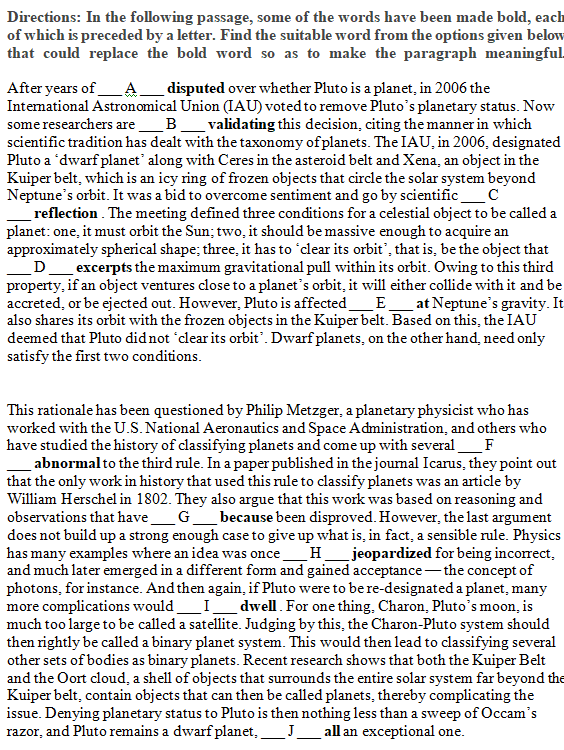 Directions: In the following passage, some of the words have been made bold, each
of which is preceded by a letter. Find the suitable word from the options given below
that could replace the bold word so as to make the paragraph meaningful.
After years of ___ A ___ disputed over whether Pluto is a planet, in 2006 the
International Astronomical Union (IAU) voted to remove Pluto's planetary status. Now
some researchers are ___ B ___ validating this decision, citing the manner in which
scientific tradition has dealt with the taxonomy of planets. The IAU, in 2006, designated
Pluto a 'dwarf planet' along with Ceres in the asteroid belt and Xena, an object in the
Kuiper belt, which is an icy ring of frozen objects that circle the solar system beyond
Neptune's orbit. It was a bid to overcome sentiment and go by scientific ___ C
___ reflection . The meeting defined three conditions for a celestial object to be called a
planet: one, it must orbit the Sun; two, it should be massive enough to acquire an
approximately spherical shape; three, it has to 'clear its orbit', that is, be the object that
___ D ___ excerpts the maximum gravitational pull within its orbit. Owing to this third
property, if an object ventures close to a planet's orbit, it will either collide with it and be
accreted, or be ejected out. However, Pluto is affected ___ E ___ at Neptune's gravity. It
also shares its orbit with the frozen objects in the Kuiper belt. Based on this, the IAU
deemed that Pluto did not 'clear its orbit'. Dwarf planets, on the other hand, need only
satisfy the first two conditions.
This rationale has been questioned by Philip Metzger, a planetary physicist who has
worked with the U.S. National Aeronautics and Space Administration, and others who
have studied the history of classifying planets and come up with several ___ F
___ abnormal to the third rule. In a paper published in the journal Icarus, they point out
that the only work in history that used this rule to classify planets was an article by
William Herschel in 1802. They also argue that this work was based on reasoning and
observations that have ___ G ___ because been disproved. However, the last argument
does not build up a strong enough case to give up what is, in fact, a sensible rule. Physics
has many examples where an idea was once ___ H ___ jeopardized for being incorrect,
and much later emerged in a different form and gained acceptance — the concept of
photons, for instance. And then again, if Pluto were to be re-designated a planet, many
more complications would ___ I ___ dwell . For one thing, Charon, Pluto's moon, is
much too large to be called a satellite. Judging by this, the Charon-Pluto system should
then rightly be called a binary planet system. This would then lead to classifying several
other sets of bodies as binary planets. Recent research shows that both the Kuiper Belt
and the Oort cloud, a shell of objects that surrounds the entire solar system far beyond the
Kuiper belt, contain objects that can then be called planets, thereby complicating the
issue. Denying planetary status to Pluto is then nothing less than a sweep of Occam's
razor, and Pluto remains a dwarf planet, ___ J ___ all an exceptional one.